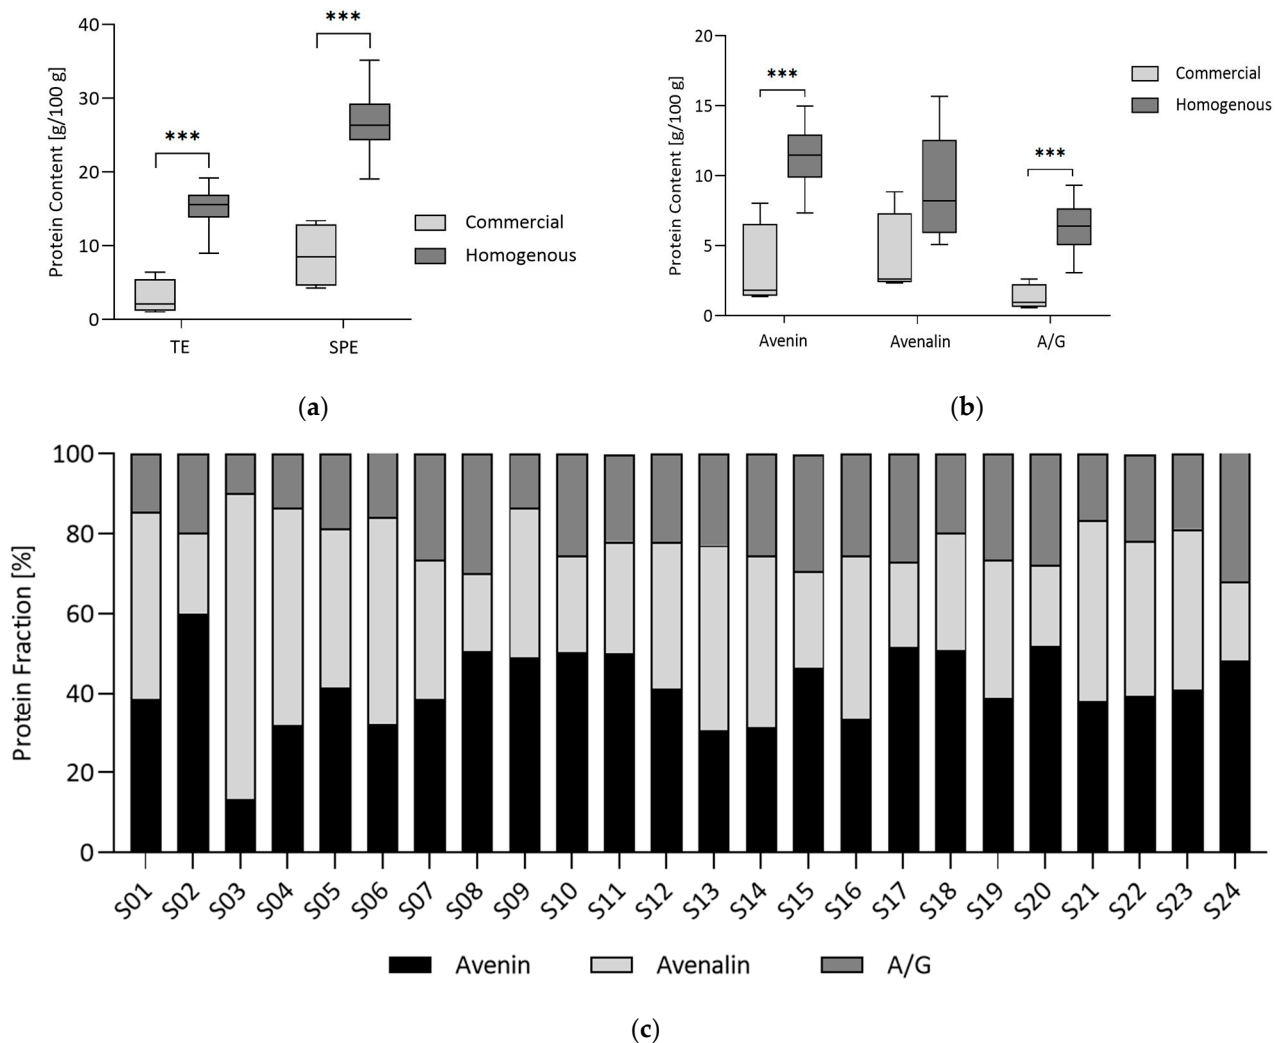 ***
40
30
20
10
0
Protein Content [g/100 g]
***
TE
SPE
Commercial
Homogenous
(a)
20
15
10
5
0
Protein Content [g/100 g]
***
***
Avenin
Avenalin
A/G
Commercial
Homogenous
(b)
100
80
60
40
20
0
Protein Fraction [%]
S01 S02 S03 S04 S05 S06 S07 S08 S09 S10 S11 S12 S13 S14 S15 S16 S17 S18 S19 S20 S21 S22 S23 S24
Avenin Avenalin A/G
(c)